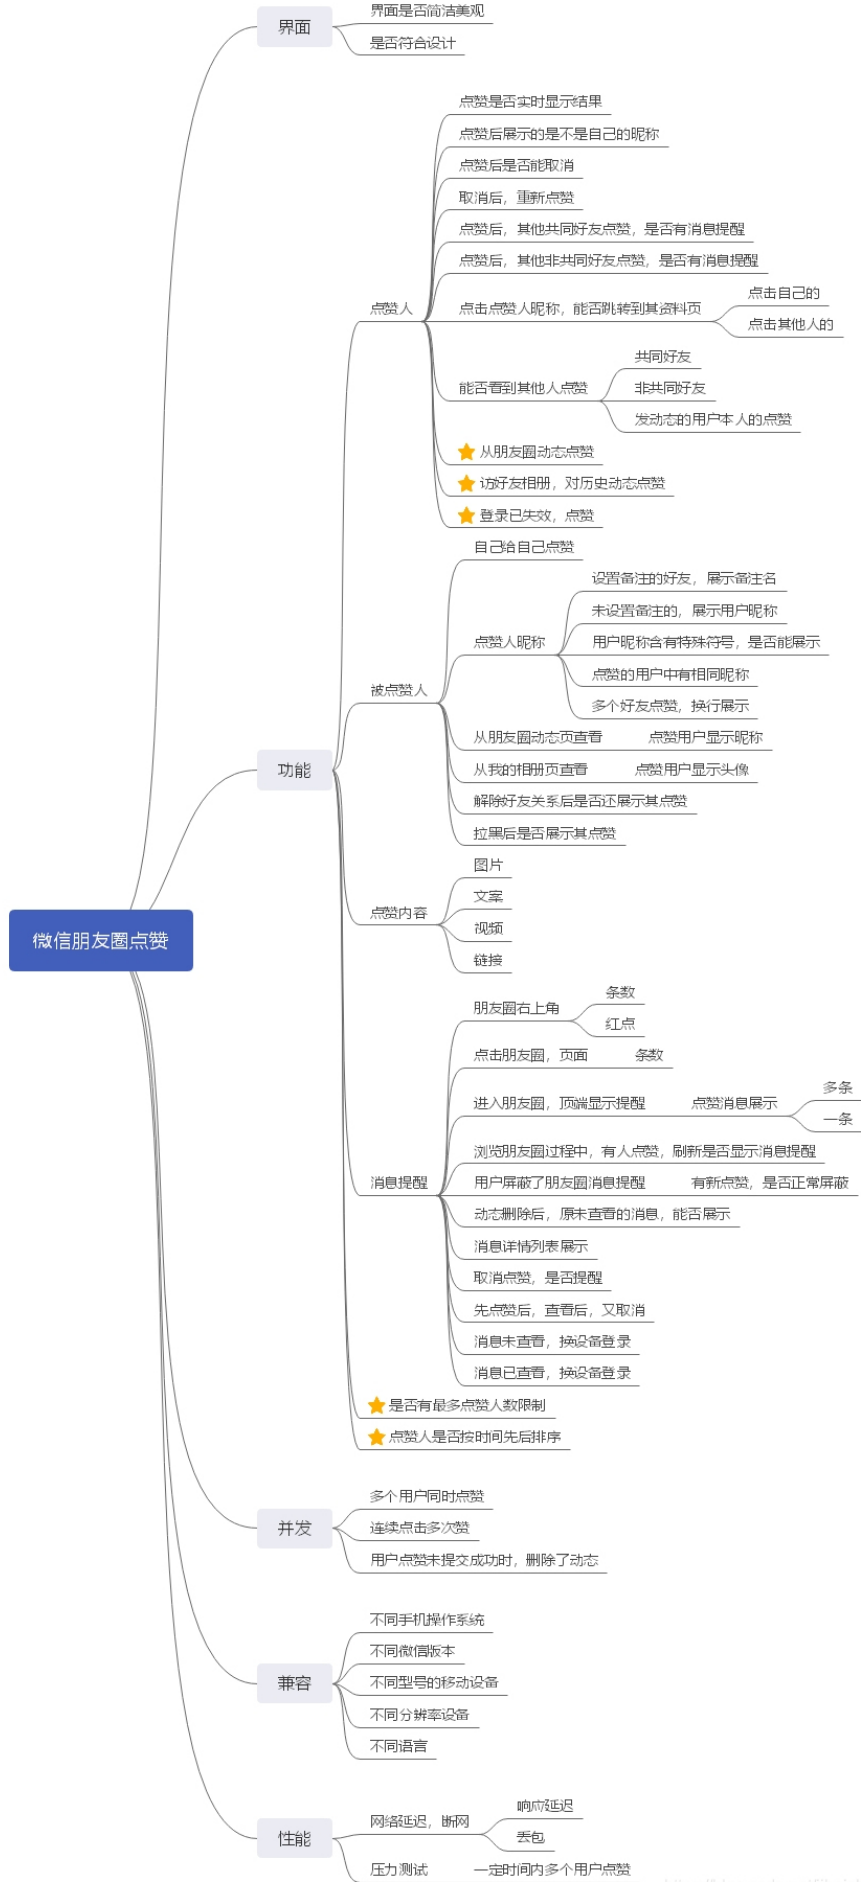 微信朋友圈点赞
界面
界面是否简洁美观
是否符合设计
功能
点赞人
点赞是否实时显示结果
点赞后展示的是不是自己的昵称
点赞后是否能取消
取消后，重新点赞
点赞后，其他共同好友点赞，是否有消息提醒
点赞后，其他非共同好友点赞，是否有消息提醒
点击点赞人昵称，能否跳转到其资料页
点击自己的
点击其他人的
能否看到其他人点赞
共同好友
非共同好友
发动态的用户本人的点赞
从朋友圈动态点赞
访好友相册，对历史动态点赞
登录已失效，点赞
被点赞人
自己给自己点赞
点赞人昵称
设置备注的好友，展示备注名
未设置备注的，展示用户昵称
用户昵称含有特殊符号，是否能展示
点赞的用户中有相同昵称
多个好友点赞，换行展示
从朋友圈动态页查看
点赞用户显示昵称
从我的相册页查看
点赞用户显示头像
解除好友关系后是否还展示其点赞
拉黑后是否展示其点赞
点赞内容
图片
文案
视频
链接
消息提醒
朋友圈右上角
条数
红点
点击朋友圈，页面
条数
进入朋友圈，顶端显示提醒
点赞消息展示
多条
一条
浏览朋友圈过程中，有人点赞，刷新是否显示消息提醒
用户屏蔽了朋友圈消息提醒
有新点赞，是否正常屏蔽
动态删除后，原未查看的消息，能否展示
消息详情列表展示
取消点赞，是否提醒
先点赞后，查看后，又取消
消息未查看，换设备登录
消息已查看，换设备登录
是否有最多点赞人数限制
点赞人是否按时间先后排序
并发
多个用户同时点赞
连续点击多次赞
用户点赞未提交成功时，删除了动态
兼容
不同手机操作系统
不同微信版本
不同型号的移动设备
不同分辨率设备
不同语言
性能
网络延迟，断网
响应延迟
丢包
压力测试
一定时间内多个用户点赞